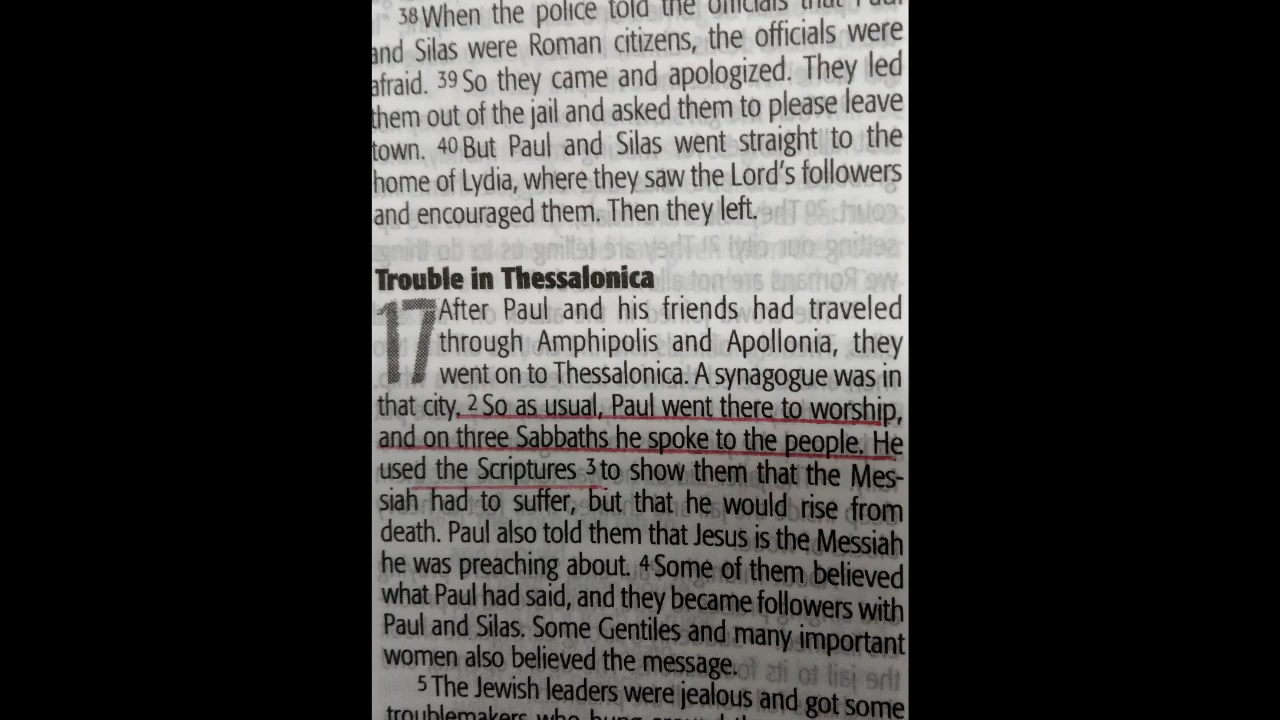 38 When the police told the officials that Paul
and Silas were Roman citizens, the officials were
afraid. 39 So they came and apologized. They led
them out of the jail and asked them to please leave
town. 40 But Paul and Silas went straight to the
home of Lydia, where they saw the Lord's followers
and encouraged them. Then they left.
Trouble in Thessalonica
17 After Paul and his friends had traveled
through Amphipolis and Apollonia, they
went on to Thessalonica. A synagogue was in
that city. 2 So as usual, Paul went there to worship,
and on three Sabbaths he spoke to the people. He
used the Scriptures 3 to show them that the Mes-
siah had to suffer, but that he would rise from
death. Paul also told them that Jesus is the Messiah
he was preaching about. 4 Some of them believed
what Paul had said, and they became followers with
Paul and Silas. Some Gentiles and many important
women also believed the message.
5 The Jewish leaders were jealous and got some
troublemakers who hung around the